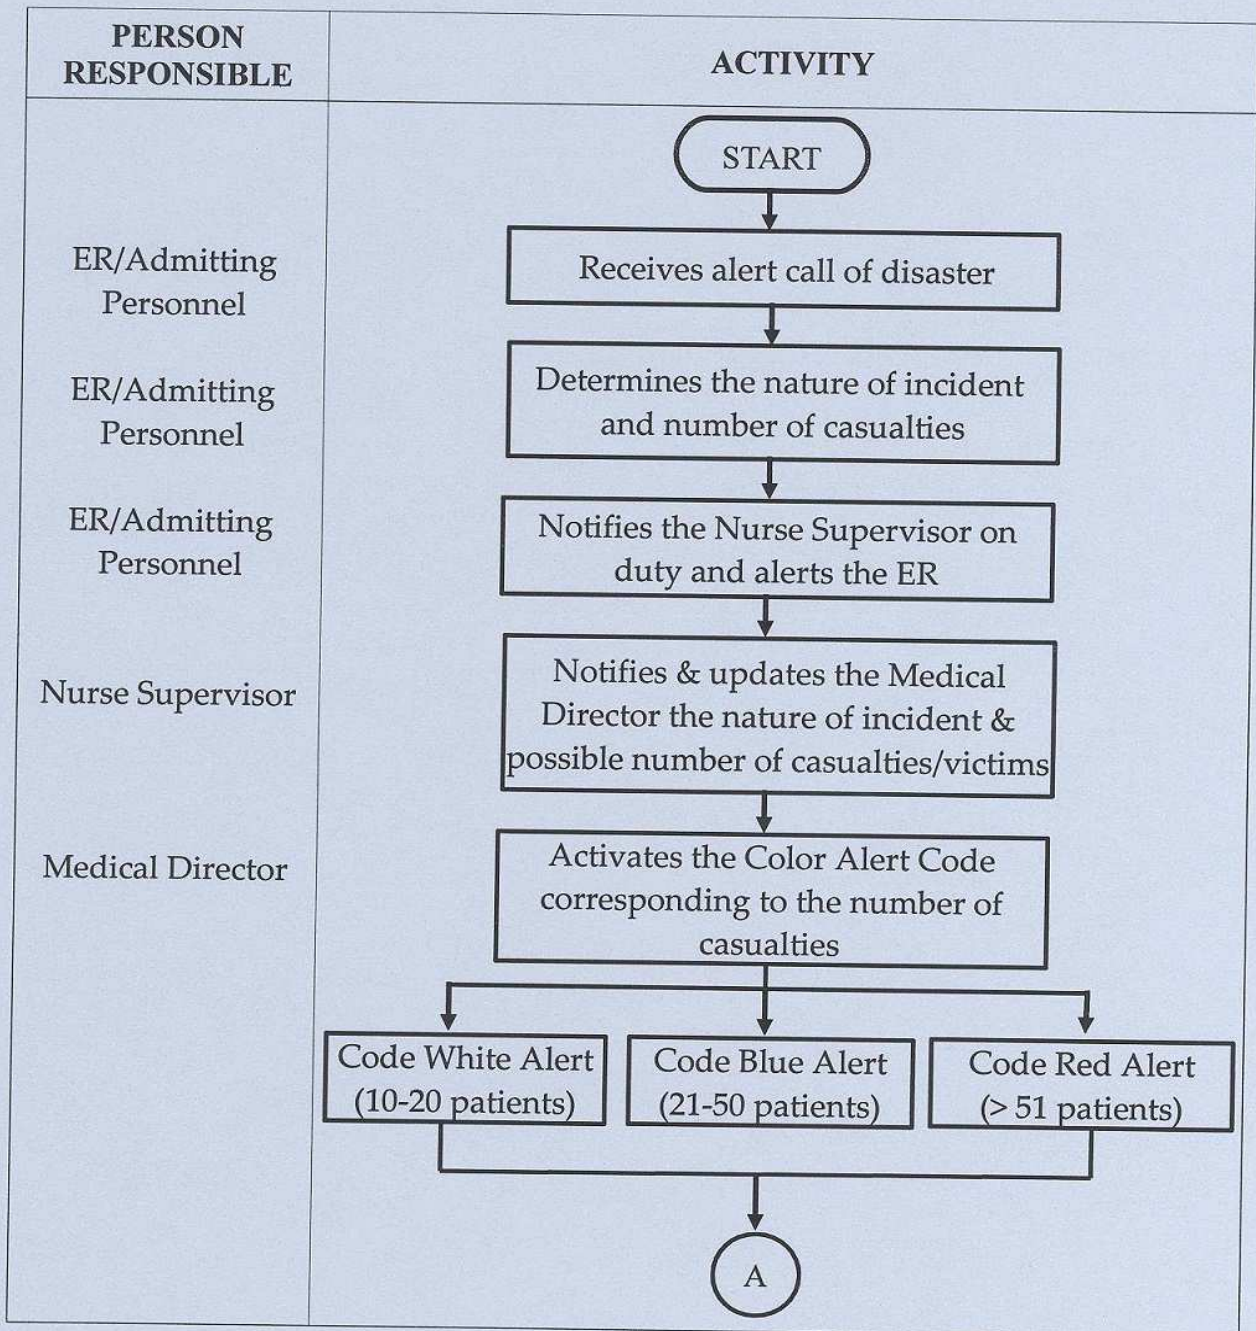 PERSON
RESPONSIBLE
ACTIVITY
START
ER/Admitting
Personnel
Receives alert call of disaster
ER/Admitting
Personnel
Determines the nature of incident
and number of casualties
ER/Admitting
Personnel
Notifies the Nurse Supervisor on
duty and alerts the ER
Nurse Supervisor
Notifies & updates the Medical
Director the nature of incident &
possible number of casualties/victims
Medical Director
Activates the Color Alert Code
corresponding to the number of
casualties
Code White Alert
(10-20 patients)
Code Blue Alert
(21-50 patients)
Code Red Alert
(> 51 patients)
A